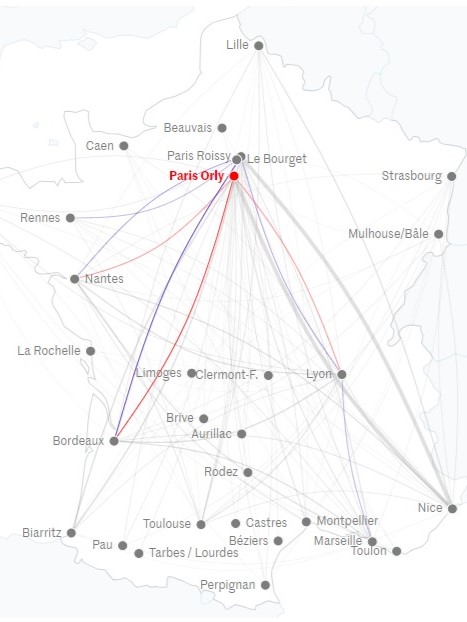 Lille
Beauvais
Caen
Paris Roissy
Le Bourget
Paris Orly
Strasbourg
Rennes
Mulhouse/Bâle
Nantes
La Rochelle
Limoges
Clermont-F.
Lyon
Brive
Aurillac
Bordeaux
Rodez
Nice
Toulouse
Castres
Montpellier
Biarritz
Béziers
Marseille
Pau
Tarbes / Lourdes
Toulon
Perpignan